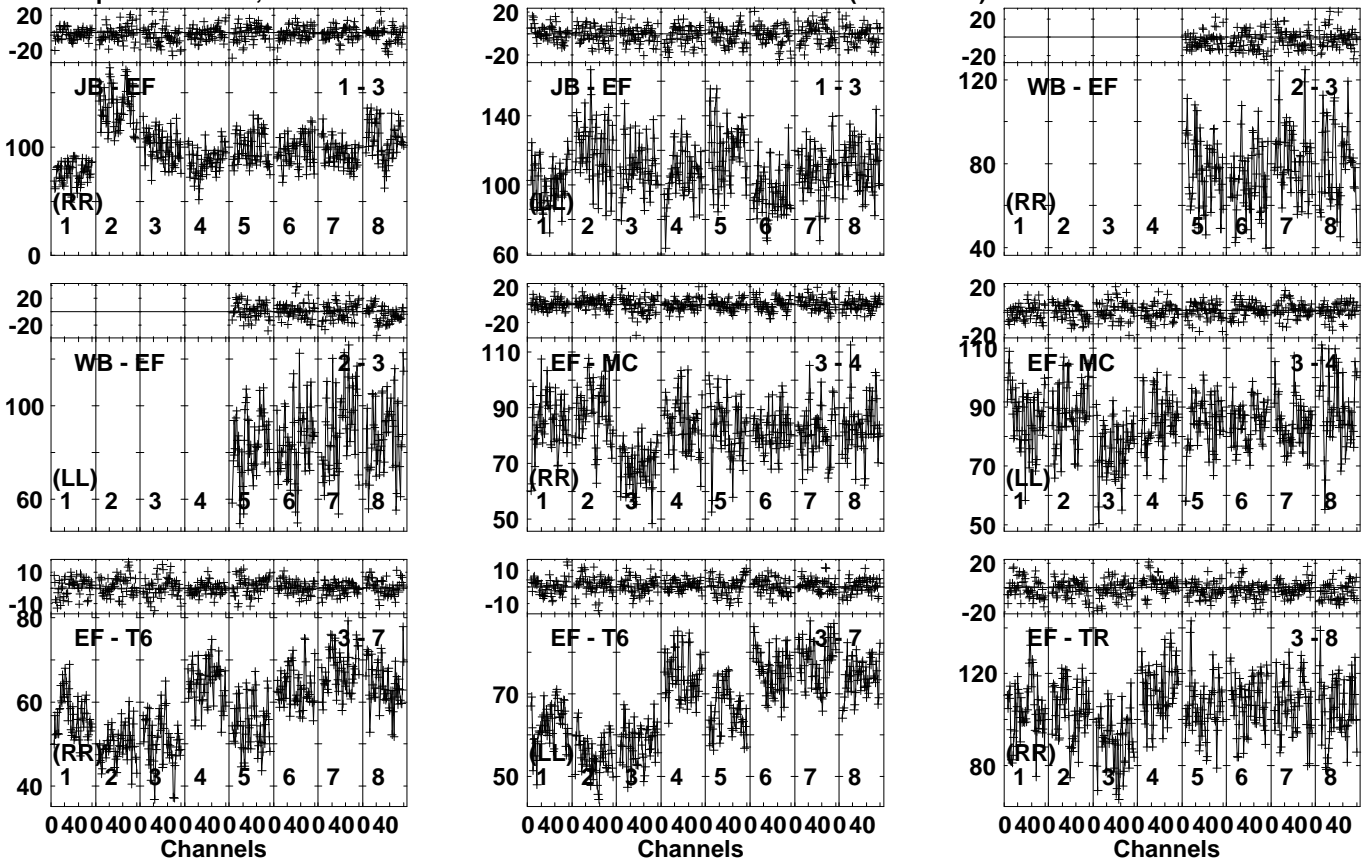 20
-20
JB - EF 1 - 3
100
(RR)
1 2 3 4 5 6 7 8
0
20
-20
JB - EF 1 - 3
140
100
(LL)
1 2 3 4 5 6 7 8
60
20
-20
120
WB - EF 2 - 3
80
(RR)
1 2 3 4 5 6 7 8
40
20
-20
WB - EF 2 - 3
100
(LL)
60 1 2 3 4 5 6 7 8
20
-20
110
EF - MC 3 - 4
90
70
(RR)
1 2 3 4 5 6 7 8
50
20
-20
110
EF - MC 3 - 4
90
70
(LL)
1 2 3 4 5 6 7 8
50
10
-10
80
EF - T6 3 - 7
60
(RR)
1 2 3 4 5 6 7 8
40
0 40 0 40 0 40 0 40 0 40 0 40 0 40 0 40
Channels
10
-10
EF - T6 3 - 7
70
(LL)
50 1 2 3 4 5 6 7 8
0 40 0 40 0 40 0 40 0 40 0 40 0 40 0 40
Channels
20
-20
EF - TR 3 - 8
120
(RR)
80 1 2 3 4 5 6 7 8
0 40 0 40 0 40 0 40 0 40 0 40 0 40 0 40
Channels